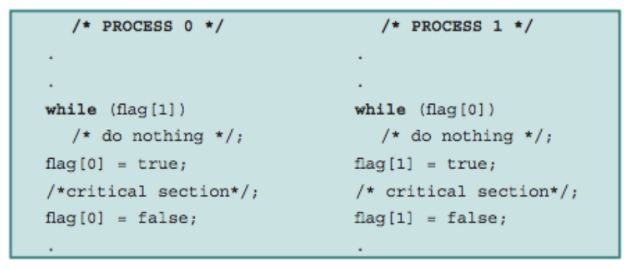 /* PROCESS 0 */
.
.
while (flag[1])
/* do nothing */;
flag[0] = true;
/*critical section*/;
flag[0] = false;
.
/* PROCESS 1 */
.
.
while (flag[0])
/* do nothing */;
flag[1] = true;
/* critical section*/;
flag[1] = false;
.